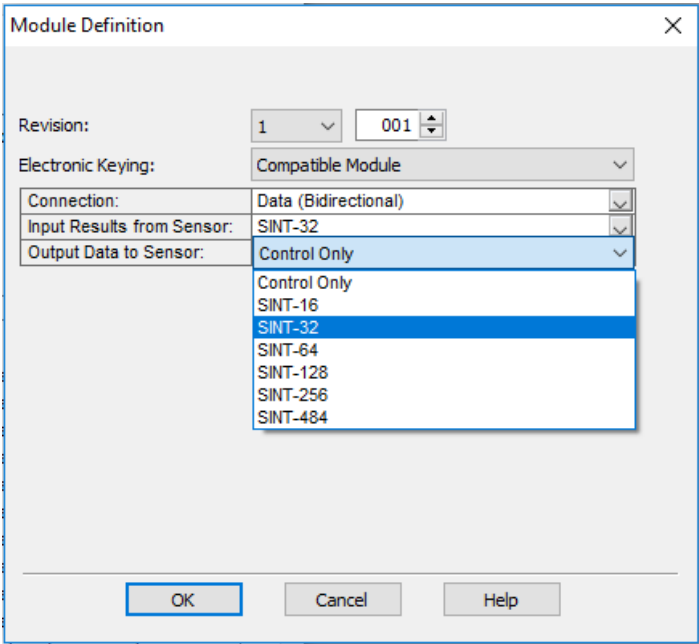 Module Definition
Revision: 1 001
Electronic Keying: Compatible Module
Connection: Data (Bidirectional)
Input Results from Sensor: SINT-32
Output Data to Sensor: Control Only
Control Only
SINT-16
SINT-32
SINT-64
SINT-128
SINT-256
SINT-484
OK Cancel Help